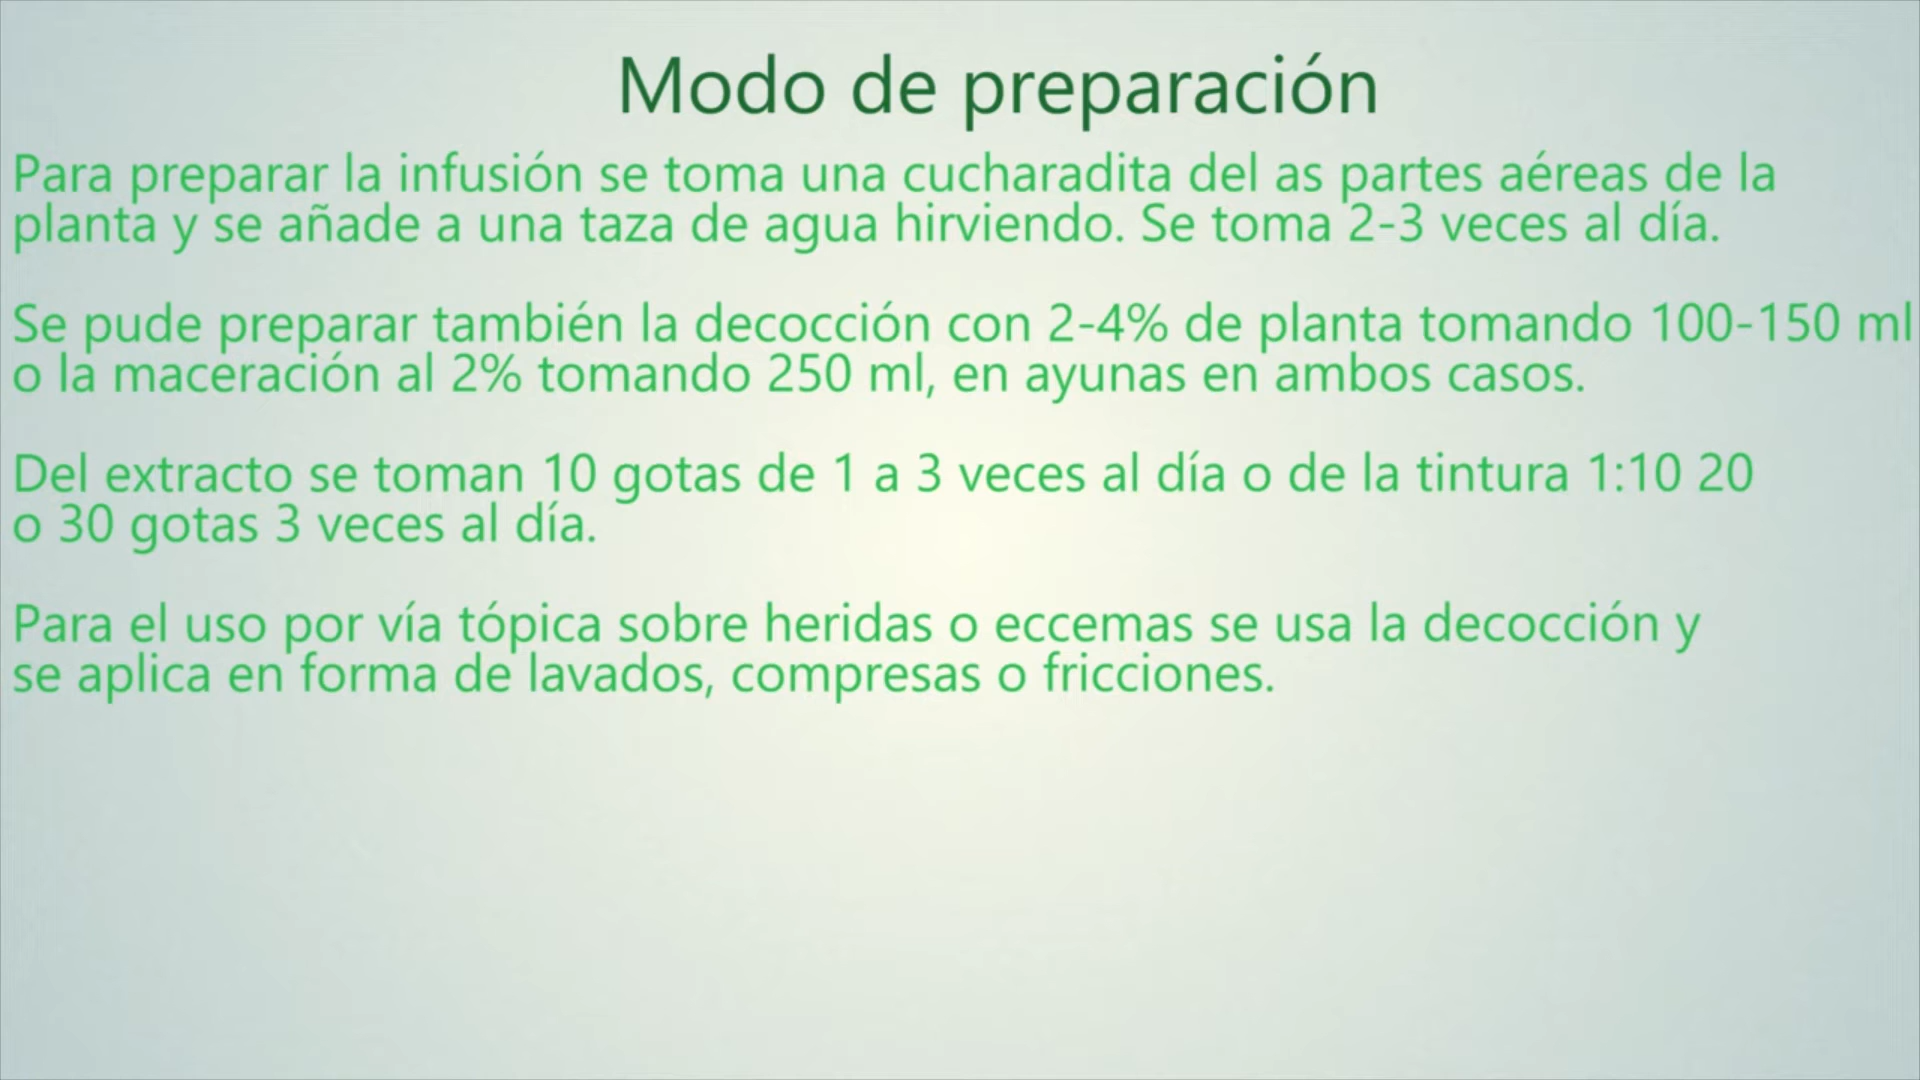 Modo de preparación
Para preparar la infusión se toma una cucharadita del as partes aéreas de la
planta y se añade a una taza de agua hirviendo. Se toma 2-3 veces al día.
Se pude preparar también la decocción con 2-4% de planta tomando 100-150 ml
o la maceración al 2% tomando 250 ml, en ayunas en ambos casos.
Del extracto se toman 10 gotas de 1 a 3 veces al día o de la tintura 1:10 20
o 30 gotas 3 veces al día.
Para el uso por vía tópica sobre heridas o eccemas se usa la decocción y
se aplica en forma de lavados, compresas o fricciones.